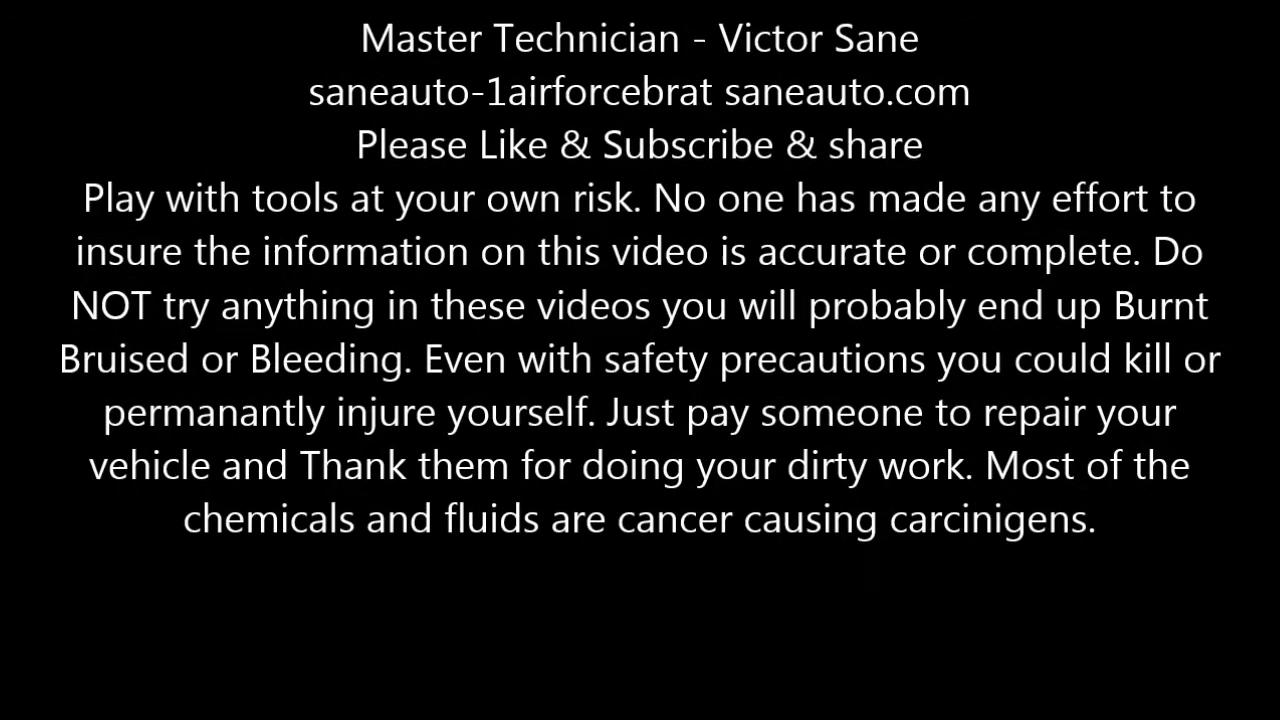 Master Technician - Victor Sane
saneauto-1airforcebrat saneauto.com
Please Like & Subscribe & share
Play with tools at your own risk. No one has made any effort to
insure the information on this video is accurate or complete. Do
NOT try anything in these videos you will probably end up Burnt
Bruised or Bleeding. Even with safety precautions you could kill or
permanantly injure yourself. Just pay someone to repair your
vehicle and Thank them for doing your dirty work. Most of the
chemicals and fluids are cancer causing carcinigens.